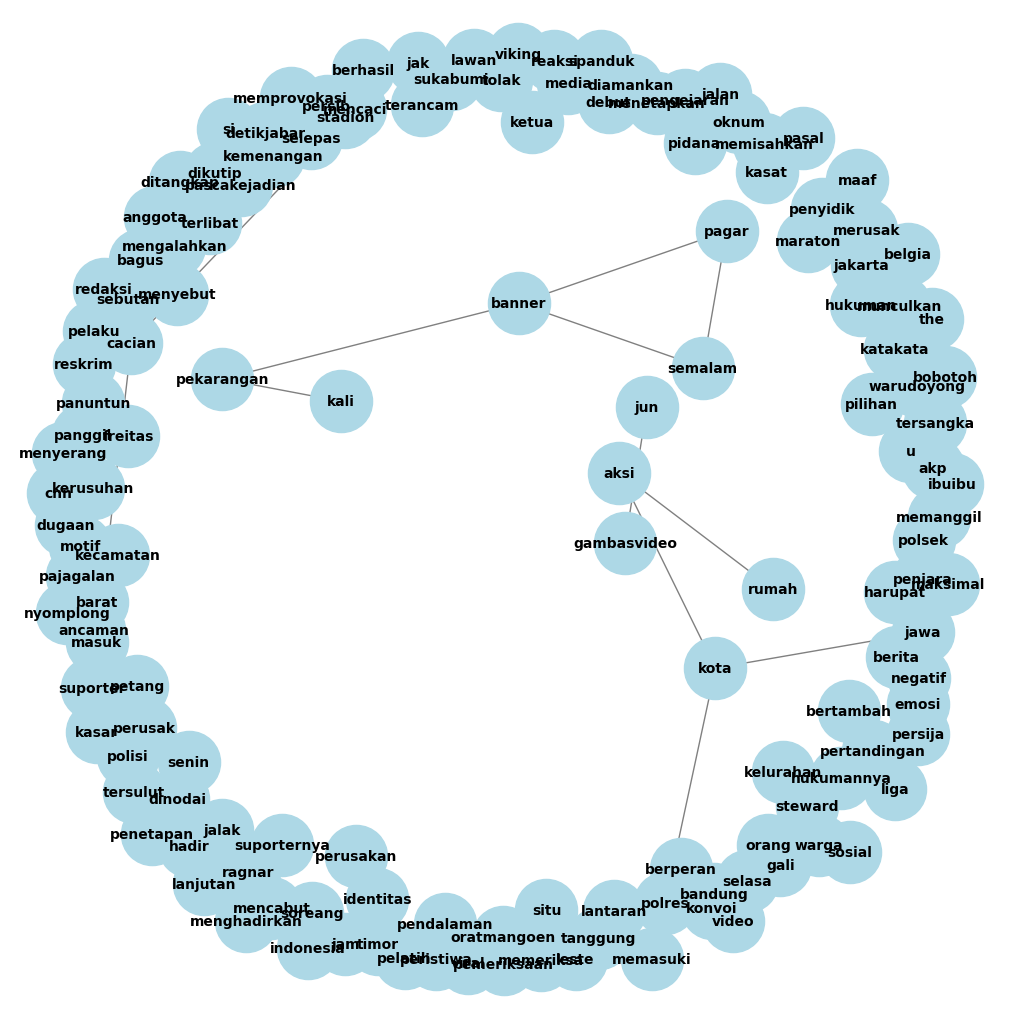 viking
lawan
reaksi
spanduk
jak
berhasil
sukabumi
tolak
media
diamankan
memprovokasi
persib
mencaci
terancam
debut
menetapkan
pengejaran
jalan
stadion
ketua
oknum
si
detikjabar
selepas
pidana
memisahkan
pasal
kemenangan
dikutip
kasat
ditangkap
pascakejadian
maaf
anggota
terlibat
penyidik
pagar
merusak
mengalahkan
maraton
bagus
belgia
jakarta
redaksi
sebutan
menyebut
banner
hukuman
munculkan
the
pelaku
cacian
katakata
reskrim
semalam
pekarangan
bobotoh
warudoyong
panuntun
kali
jun
pilihan
panggil
freitas
tersangka
menyerang
u
aksi
akp
cnn
kerusuhan
ibuibu
dugaan
memanggil
motif
kecamatan
gambasvideo
polsek
pajagalan
penjara
maksimal
rumah
harupat
barat
nyomplong
ancaman
masuk
jawa
berita
kota
suporter
petang
negatif
emosi
bertambah
kasar
perusak
persija
polisi
senin
pertandingan
kelurahan
hukumannya
liga
tersulut
dinodai
steward
penetapan
jalak
hadir
suporternya
perusakan
orang
warga
sosial
ragnar
berperan
gali
lanjutan
selasa
identitas
bandung
polres
mencabut
soreang
situ
lantaran
konvoi
menghadirkan
pendalaman
video
oratmangoen
tanggung
indonesia
jam
timor
pelatih
peristiwa
pemeriksaan
memeriksa
leste
memasuki